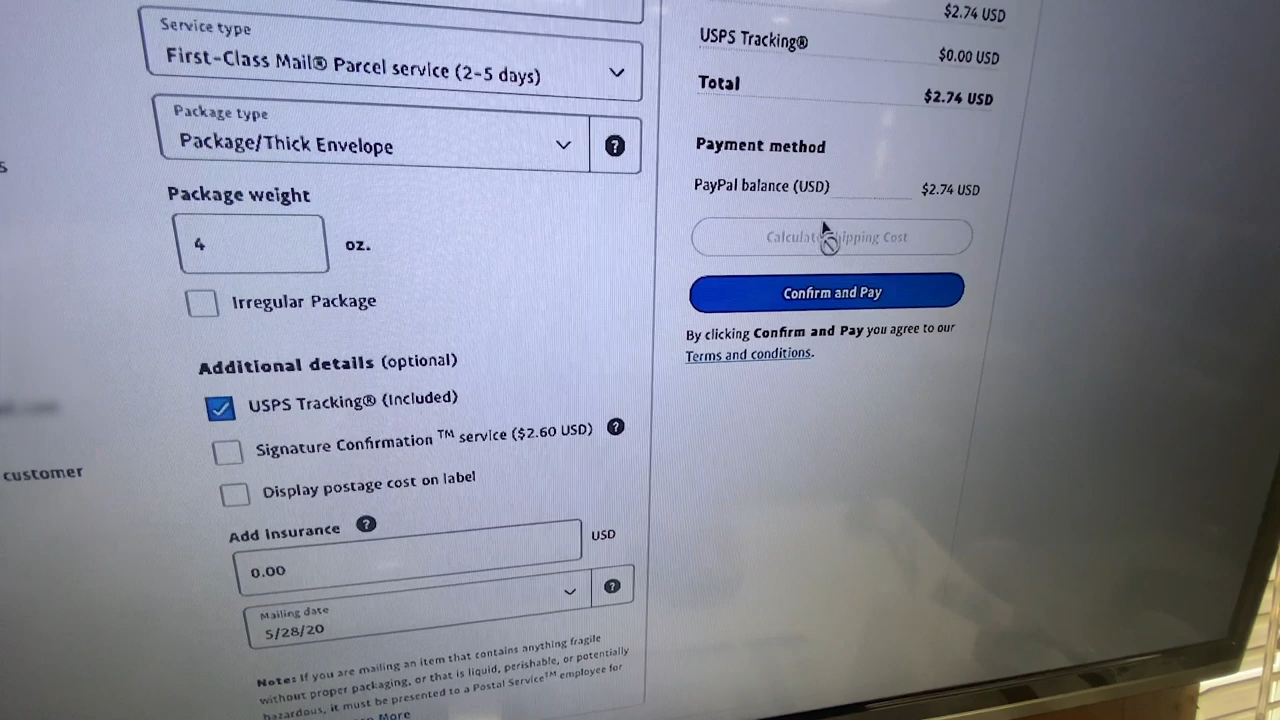 Service type
First-Class Mail® Parcel service (2-5 days)
Package type
Package/Thick Envelope
Package weight
4 oz.
Irregular Package
Additional details (optional)
USPS Tracking® (Included)
Signature Confirmation ™ service ($2.60 USD)
Display postage cost on label
Add Insurance
0.00 USD
Mailing date
5/28/20
Note: If you are mailing an item that contains anything fragile
without proper packaging, or that is liquid, perishable, or potentially
hazardous, it must be presented to a Postal Service™ employee for
More
customer
$2.74 USD
USPS Tracking® $0.00 USD
Total $2.74 USD
Payment method
PayPal balance (USD) $2.74 USD
Calculate Shipping Cost
Confirm and Pay
By clicking Confirm and Pay you agree to our
Terms and conditions.